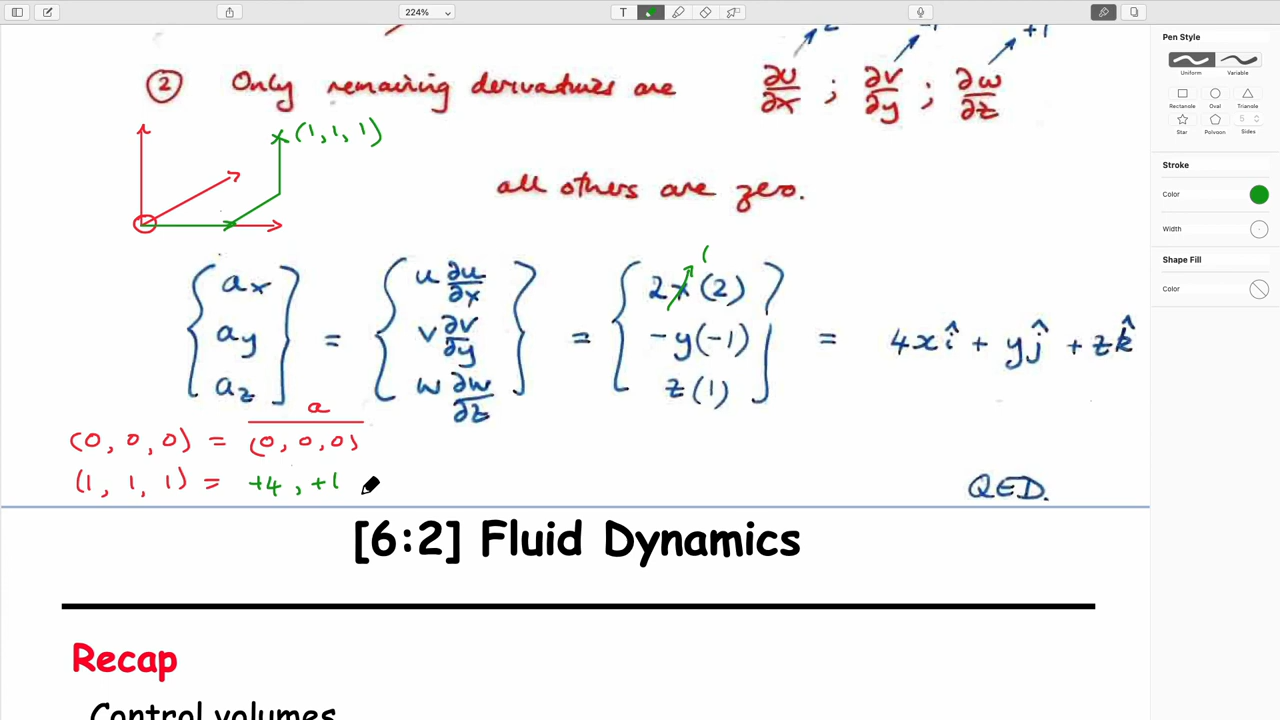 224%
T
Pen Style
Uniform
Variable
Rectangle
Oval
Triangle
Star
Polygon
5
Sides
Stroke
Color
Width
Shape Fill
Color
+1
② Only remaining derivatives are ∂u/∂x ; ∂v/∂y ; ∂w/∂z
×(1, 1, 1)
all others are zero.
1
{ax ay az} = {u ∂u/∂x v ∂v/∂y w ∂w/∂z} = {2x(2) -y(-1) z(1)} = 4xî + yĵ + zk̂
a
(0, 0, 0) = (0, 0, 0)
(1, 1, 1) = +4, +1
QED.
[6:2] Fluid Dynamics
Recap
Control volumes